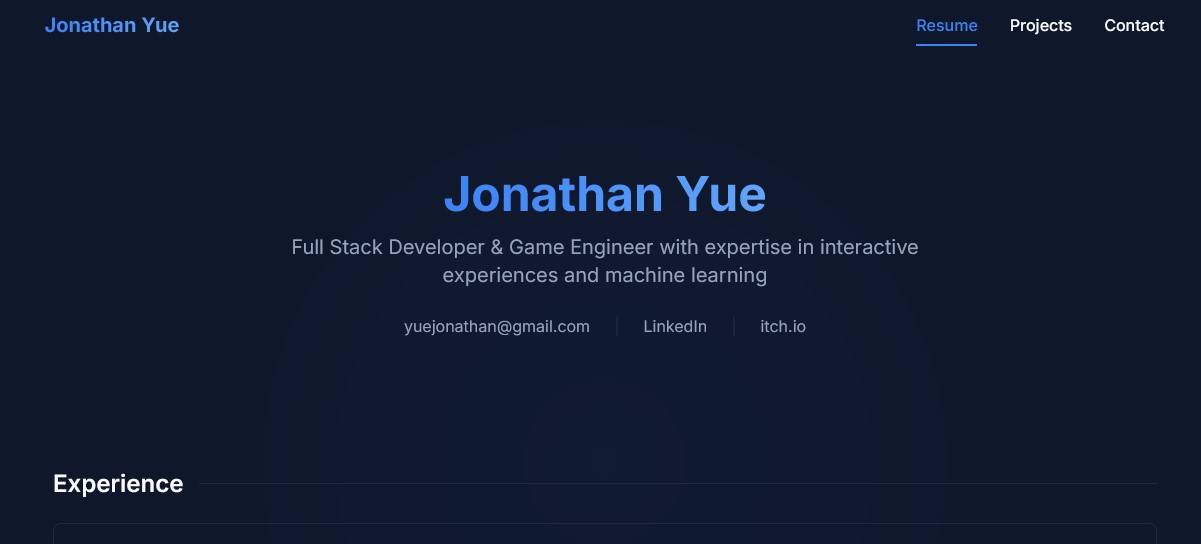 Jonathan Yue
Resume Projects Contact
Jonathan Yue
Full Stack Developer & Game Engineer with expertise in interactive
experiences and machine learning
yuejonathan@gmail.com LinkedIn itch.io
Experience